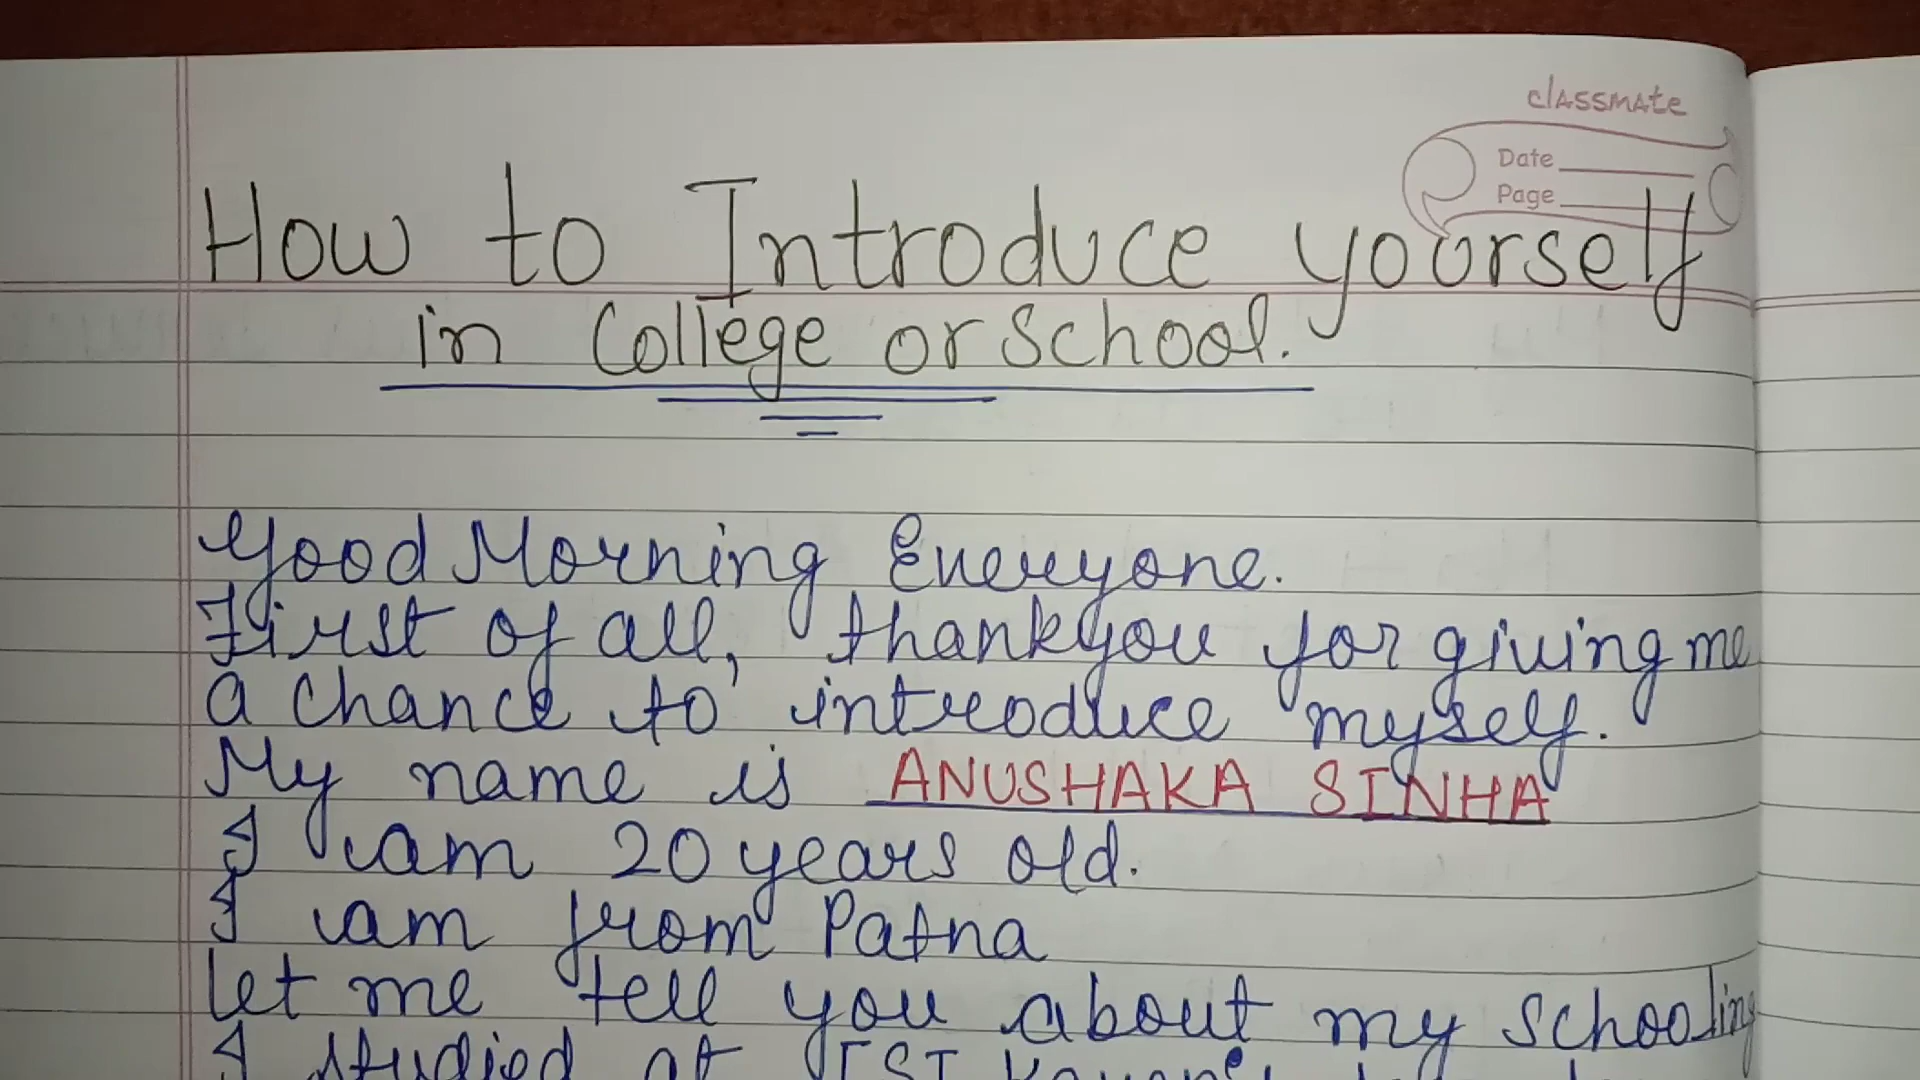 classmate
Date
Page
How to Introduce yourself
in College or School.
Good Morning Everyone.
First of all, thankyou for giving me
a chance to introduce myself.
My name is ANUSHAKA SINHA
I am 20 years old.
I am from Patna
let me tell you about my schooling
I studied at